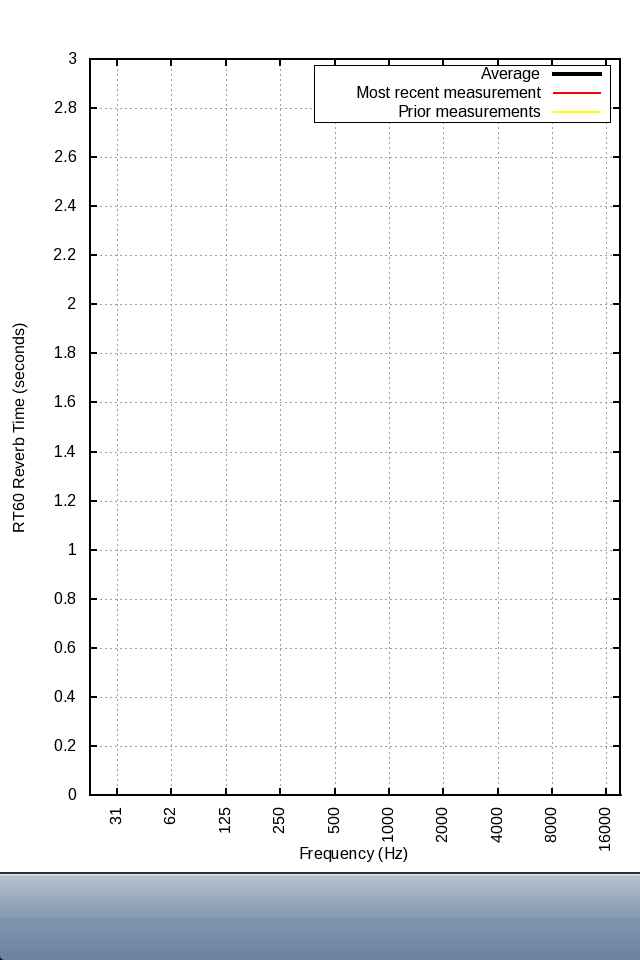 3
Average
Most recent measurement
Prior measurements
2.8
2.6
2.4
2.2
2
1.8
1.6
1.4
1.2
1
0.8
0.6
0.4
0.2
0
RT60 Reverb Time (seconds)
31 62 125 250 500 1000 2000 4000 8000 16000
Frequency (Hz)